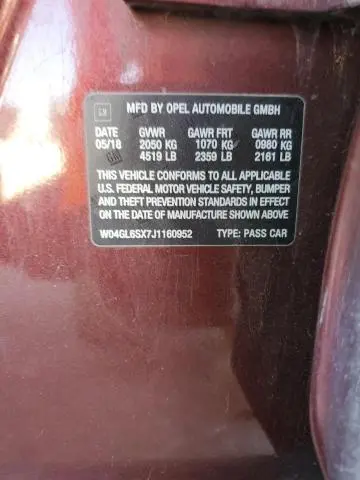 GM
MFD BY OPEL AUTOMOBILE GMBH
DATE GVWR GAWR FRT GAWR RR
05/18 2050 KG 1070 KG 0980 KG
4519 LB 2359 LB 2161 LB
THIS VEHICLE CONFORMS TO ALL APPLICABLE
U.S. FEDERAL MOTOR VEHICLE SAFETY, BUMPER
AND THEFT PREVENTION STANDARDS IN EFFECT
ON THE DATE OF MANUFACTURE SHOWN ABOVE.
W04GL6SX7J1160952 TYPE: PASS CAR